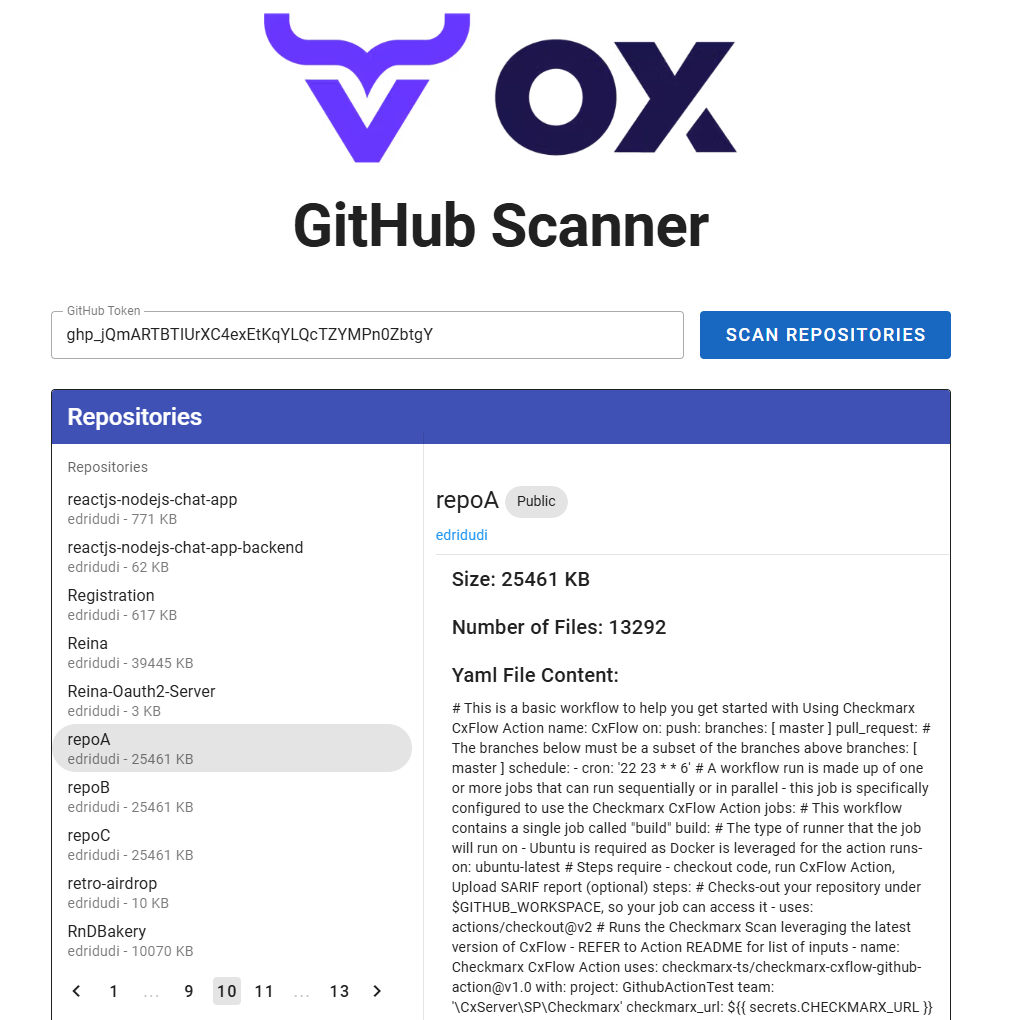 OX
GitHub Scanner
GitHub Token
SCAN REPOSITORIES
Repositories
Repositories
reactjs-nodejs-chat-app
edridudi - 771 KB
reactjs-nodejs-chat-app-backend
edridudi - 62 KB
Registration
edridudi - 617 KB
Reina
edridudi - 39445 KB
Reina-Oauth2-Server
edridudi - 3 KB
repoA
edridudi - 25461 KB
repoB
edridudi - 25461 KB
repoC
edridudi - 25461 KB
retro-airdrop
edridudi - 10 KB
RnDBakery
edridudi - 10070 KB
1 ... 9 10 11 ... 13
repoA Public
edridudi
Size: 25461 KB
Number of Files: 13292
Yaml File Content:
# This is a basic workflow to help you get started with Using Checkmarx
CxFlow Action name: CxFlow on: push: branches: [ master ] pull_request: #
The branches below must be a subset of the branches above branches: [
master ] schedule: - cron: '22 23 * * 6' # A workflow run is made up of one
or more jobs that can run sequentially or in parallel - this job is specifically
configured to use the Checkmarx CxFlow Action jobs: # This workflow
contains a single job called "build" build: # The type of runner that the job
will run on - Ubuntu is required as Docker is leveraged for the action runs-
on: ubuntu-latest # Steps require - checkout code, run CxFlow Action,
Upload SARIF report (optional) steps: # Checks-out your repository under
$GITHUB_WORKSPACE, so your job can access it - uses:
actions/checkout@v2 # Runs the Checkmarx Scan leveraging the latest
version of CxFlow - REFER to Action README for list of inputs - name:
Checkmarx CxFlow Action uses: checkmarx-ts/checkmarx-cxflow-github-
action@v1.0 with: project: GithubActionTest team:
'\CxServer\SP\Checkmarx' checkmarx_url: ${{ secrets.CHECKMARX_URL }}